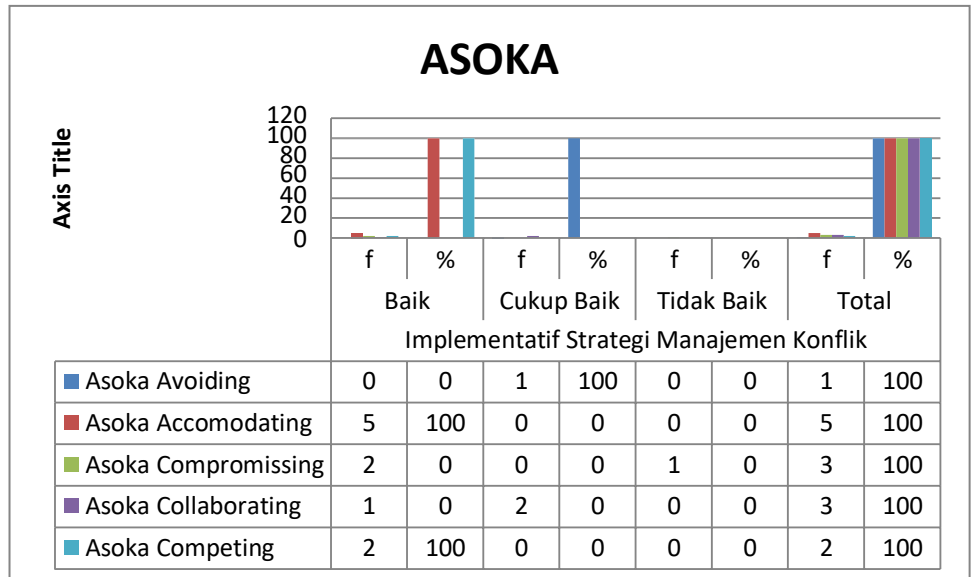 ASOKA
Axis Title
120
100
80
60
40
20
0
f % f % f % f %
Baik Cukup Baik Tidak Baik Total
Implementatif Strategi Manajemen Konflik
Asoka Avoiding 0 0 1 100 0 0 1 100
Asoka Accomodating 5 100 0 0 0 0 5 100
Asoka Compromissing 2 0 0 0 1 0 3 100
Asoka Collaborating 1 0 2 0 0 0 3 100
Asoka Competing 2 100 0 0 0 0 2 100